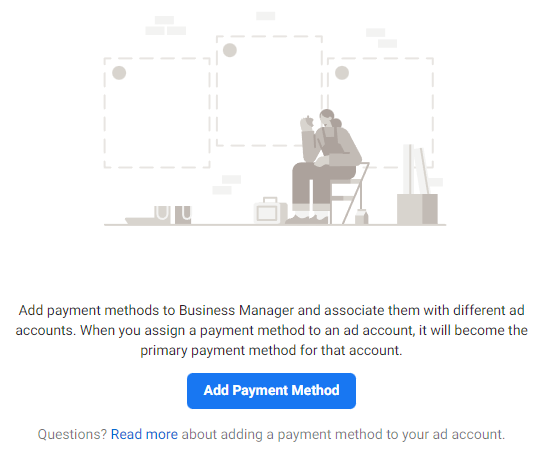 Add payment methods to Business Manager and associate them with different ad
accounts. When you assign a payment method to an ad account, it will become the
primary payment method for that account.
Add Payment Method
Questions? Read more about adding a payment method to your ad account.